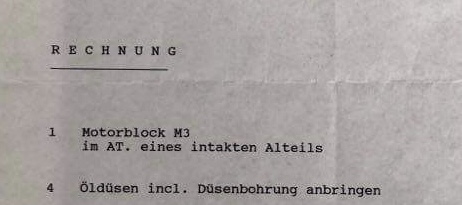 R E C H N U N G
1 Motorblock M3
im AT. eines intakten Alteils
4 Öldüsen incl. Düsenbohrung anbringen